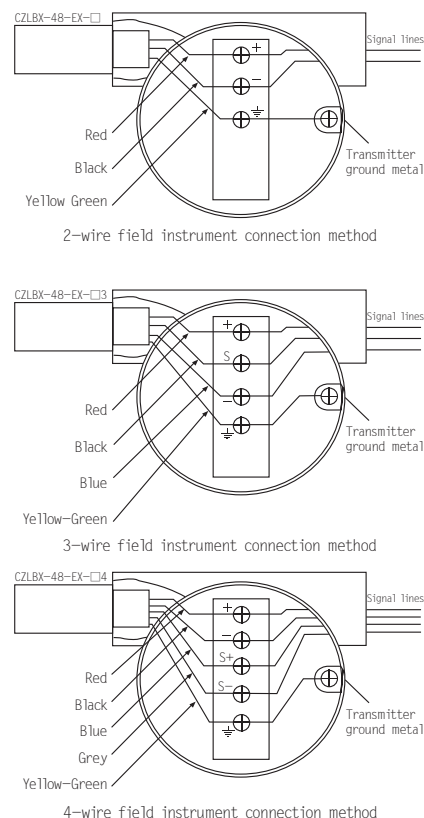 CZLBX-48-EX-□
Signal lines
+
−
⏚
Red
Black
Yellow Green
Transmitter
ground metal
2-wire field instrument connection method
CZLBX-48-EX-□3
Signal lines
+
S
−
⏚
Red
Black
Blue
Yellow-Green
Transmitter
ground metal
3-wire field instrument connection method
CZLBX-48-EX-□4
Signal lines
+
−
S+
S-
⏚
Red
Black
Blue
Grey
Yellow-Green
Transmitter
ground metal
4-wire field instrument connection method